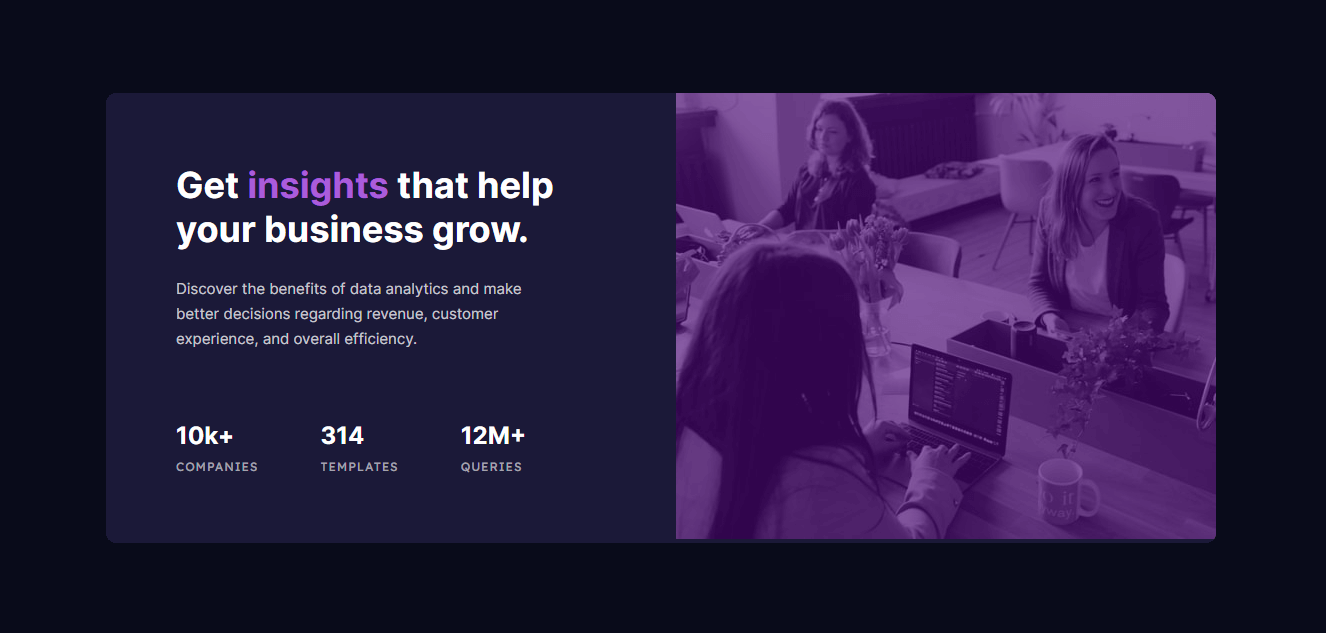 Get insights that help
your business grow.
Discover the benefits of data analytics and make
better decisions regarding revenue, customer
experience, and overall efficiency.
10k+ 314 12M+
COMPANIES TEMPLATES QUERIES